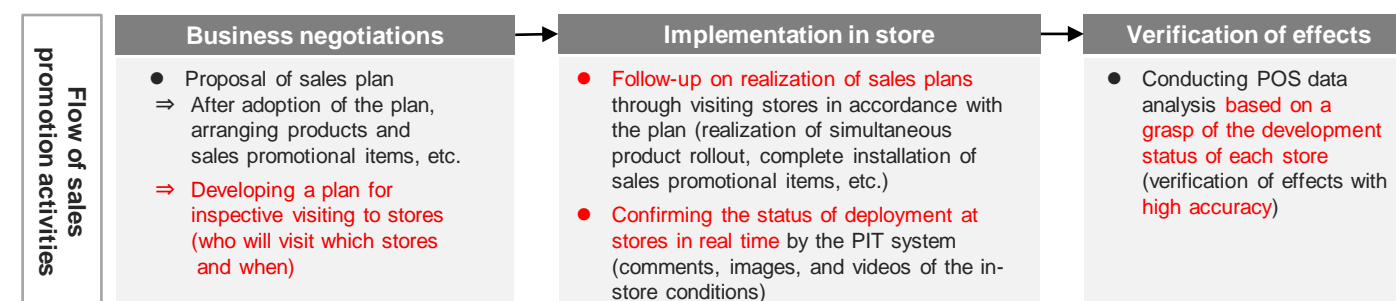 Flow of sales
promotion activities
Business negotiations
● Proposal of sales plan
⇒ After adoption of the plan,
arranging products and
sales promotional items, etc.
⇒ Developing a plan for
inspective visiting to stores
(who will visit which stores
and when)
Implementation in store
● Follow-up on realization of sales plans
through visiting stores in accordance with
the plan (realization of simultaneous
product rollout, complete installation of
sales promotional items, etc.)
● Confirming the status of deployment at
stores in real time by the PIT system
(comments, images, and videos of the in-
store conditions)
Verification of effects
● Conducting POS data
analysis based on a
grasp of the development
status of each store
(verification of effects with
high accuracy)